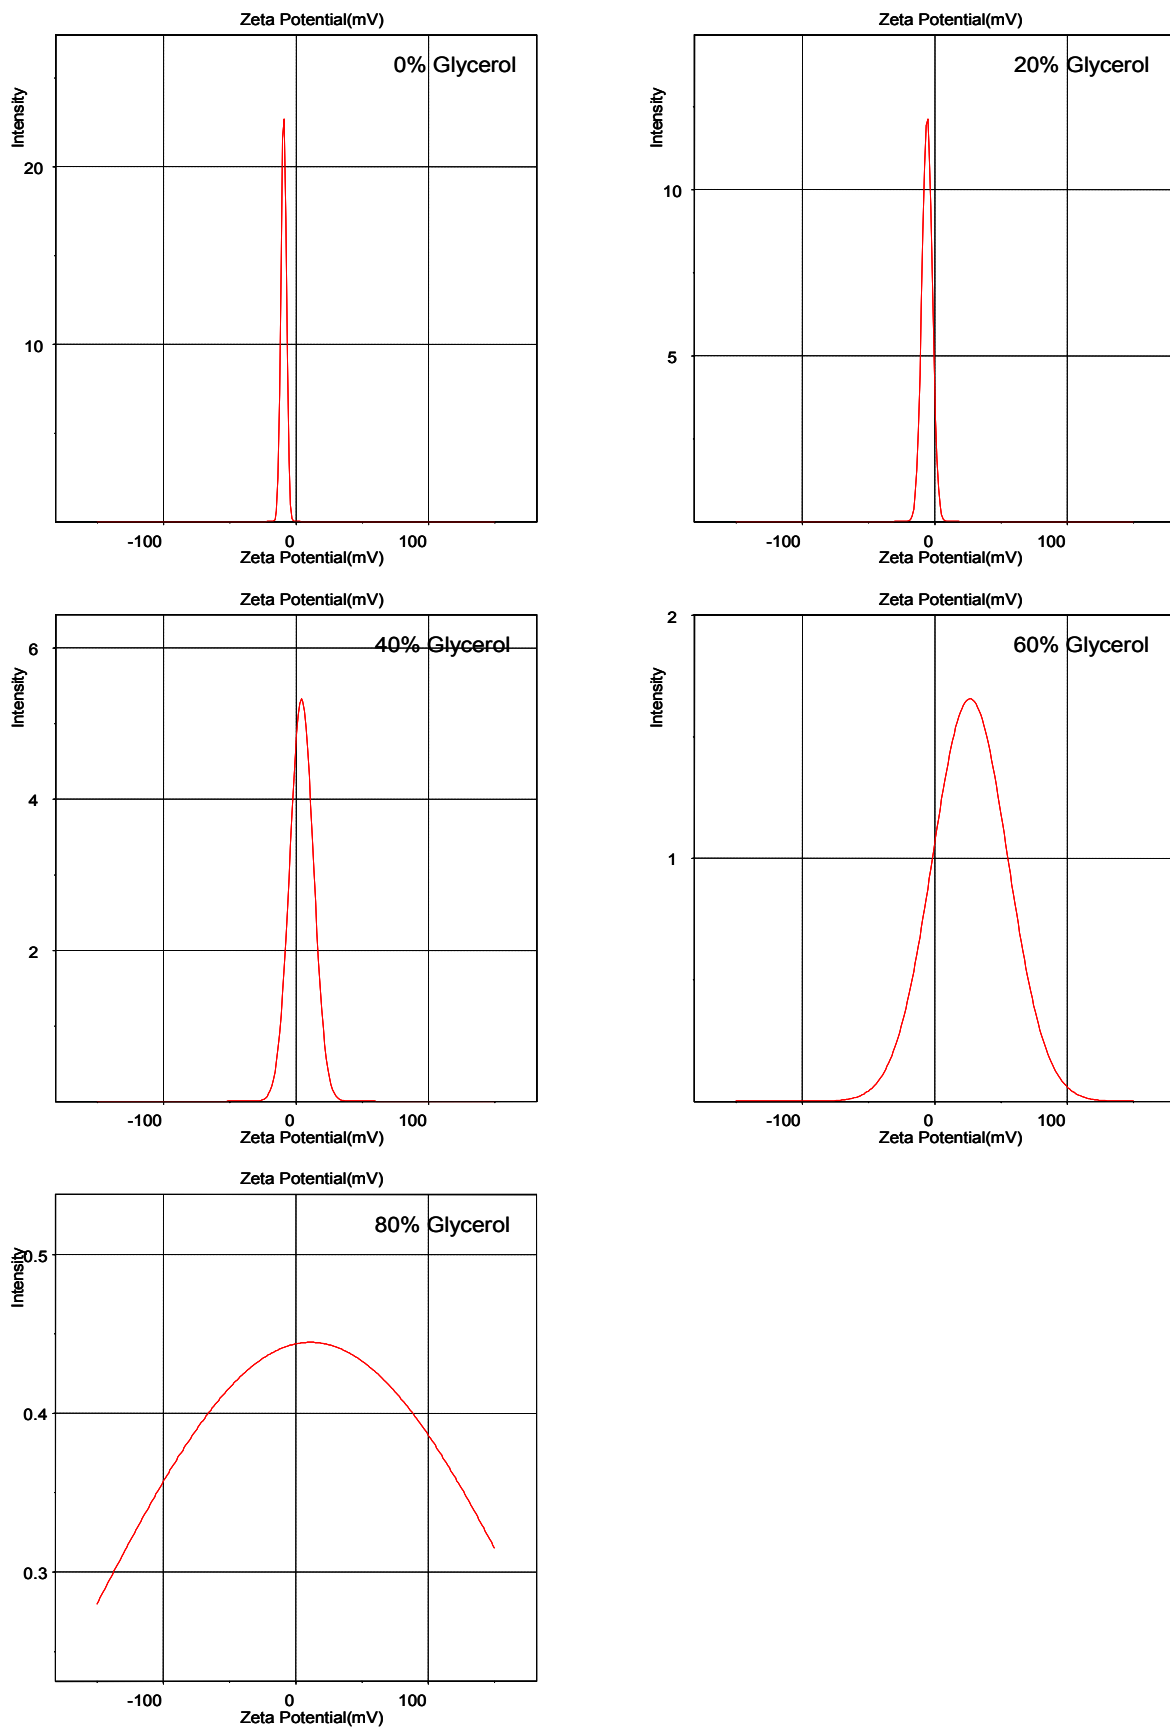 Zeta Potential(mV)
0% Glycerol
Intensity
20
10
-100 0 100
Zeta Potential(mV)
Zeta Potential(mV)
20% Glycerol
Intensity
10
5
-100 0 100
Zeta Potential(mV)
Zeta Potential(mV)
40% Glycerol
Intensity
6
4
2
-100 0 100
Zeta Potential(mV)
Zeta Potential(mV)
60% Glycerol
Intensity
2
1
-100 0 100
Zeta Potential(mV)
Zeta Potential(mV)
80% Glycerol
Intensity
0.5
0.4
0.3
-100 0 100
Zeta Potential(mV)